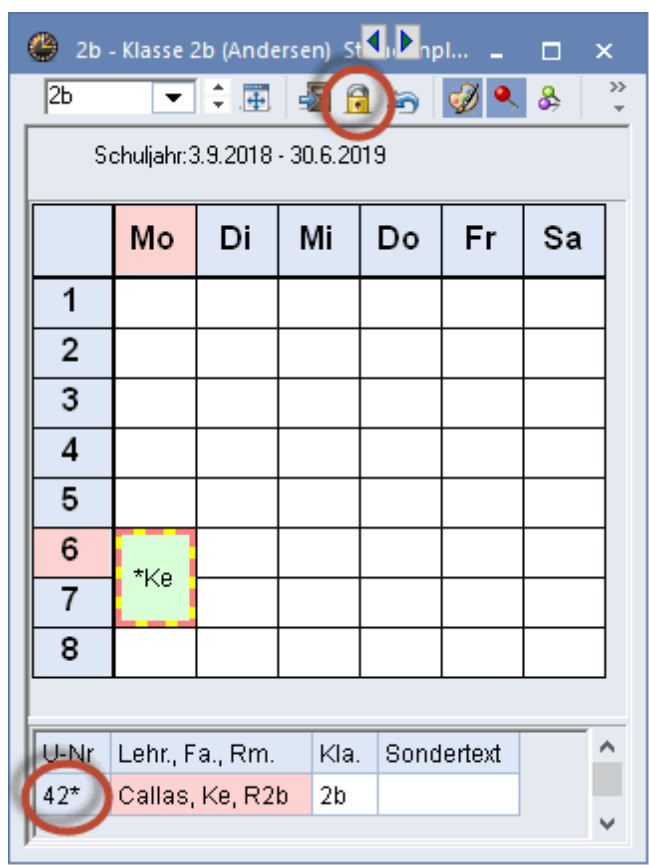 2b - Klasse 2b (Andersen) St pl...
2b
Schuljahr:3.9.2018 - 30.6.2019
Mo Di Mi Do Fr Sa
1
2
3
4
5
6
*Ke
7
8
U-Nr Lehr., Fa., Rm. Kla. Sondertext
42* Callas, Ke, R2b 2b